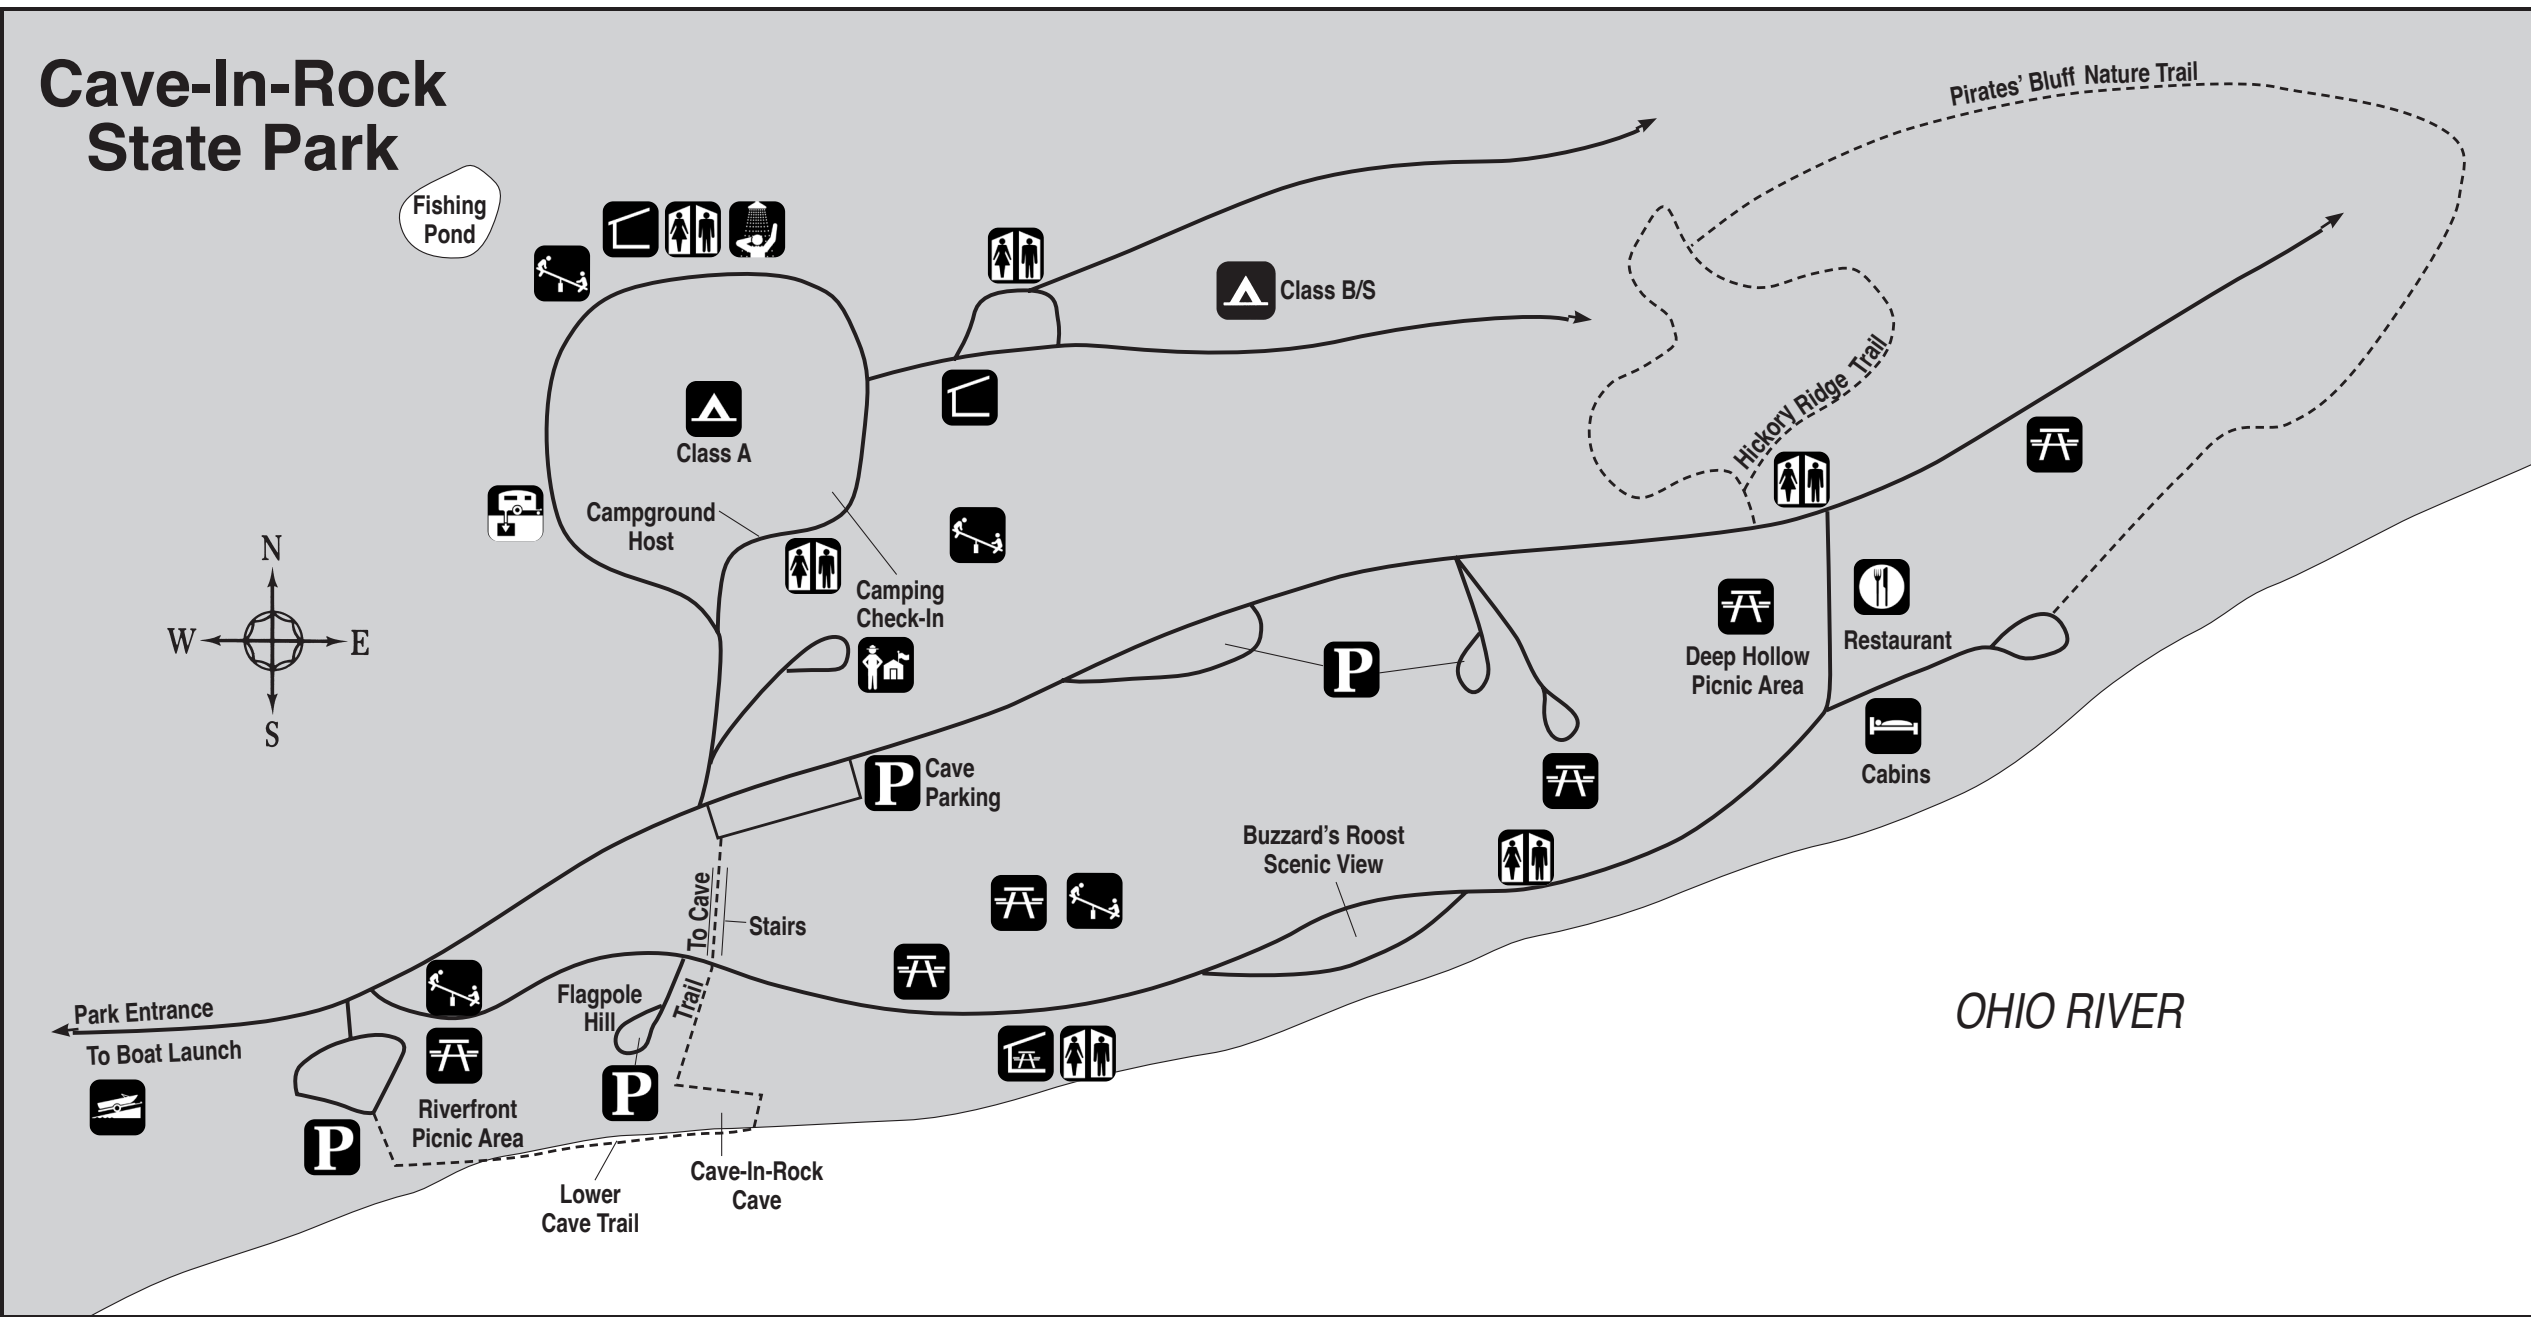 Cave-In-Rock
State Park
Pirates' Bluff Nature Trail
Fishing
Pond
Class B/S
Hickory Ridge Trail
Class A
Campground
Host
Camping
Check-In
N
W
E
S
Restaurant
Deep Hollow
Picnic Area
P
Cabins
P
Cave
Parking
Buzzard's Roost
Scenic View
To Cave
Stairs
Trail
Flagpole
Hill
Park Entrance
To Boat Launch
OHIO RIVER
P
Riverfront
Picnic Area
P
Cave-In-Rock
Cave
Lower
Cave Trail